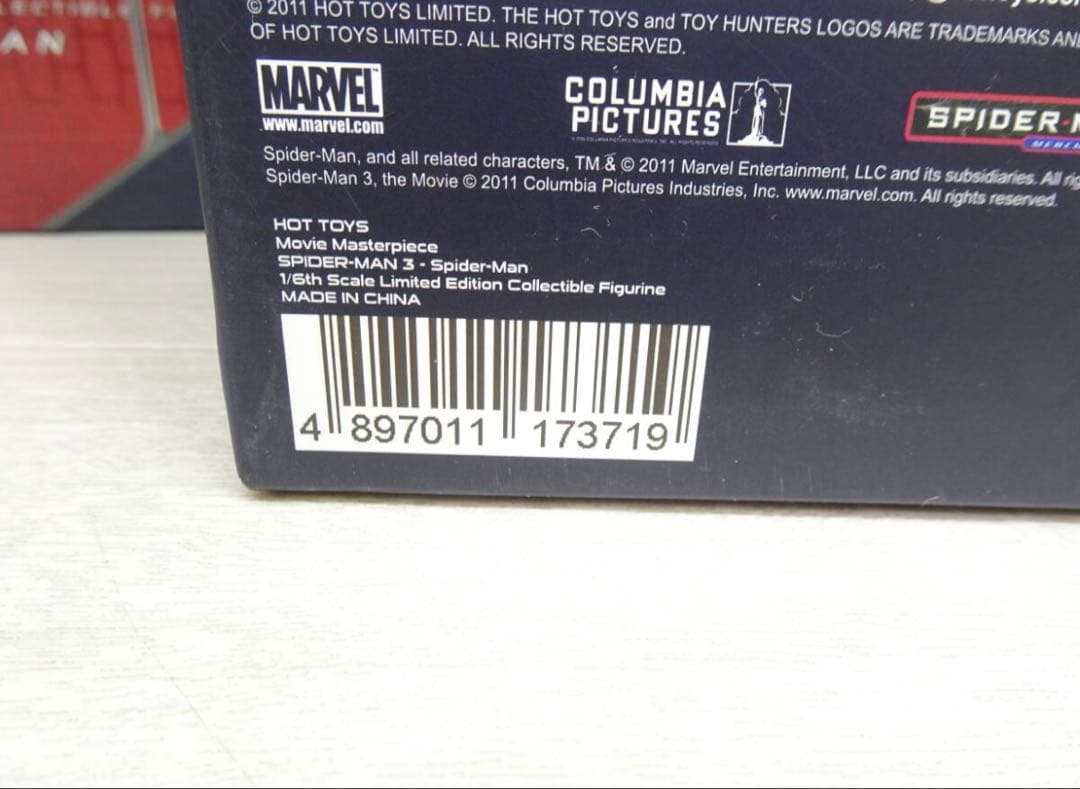 AN
© 2011 HOT TOYS LIMITED. THE HOT TOYS and TOY HUNTERS LOGOS ARE TRADEMARKS AND
OF HOT TOYS LIMITED. ALL RIGHTS RESERVED.
MARVEL
www.marvel.com
COLUMBIA
PICTURES
SPIDER-M
Spider-Man, and all related characters, TM & © 2011 Marvel Entertainment, LLC and its subsidiaries. All rig
Spider-Man 3, the Movie © 2011 Columbia Pictures Industries, Inc. www.marvel.com. All rights reserved.
HOT TOYS
Movie Masterpiece
SPIDER-MAN 3 - Spider-Man
1/6th Scale Limited Edition Collectible Figurine
MADE IN CHINA
4 897011 173719